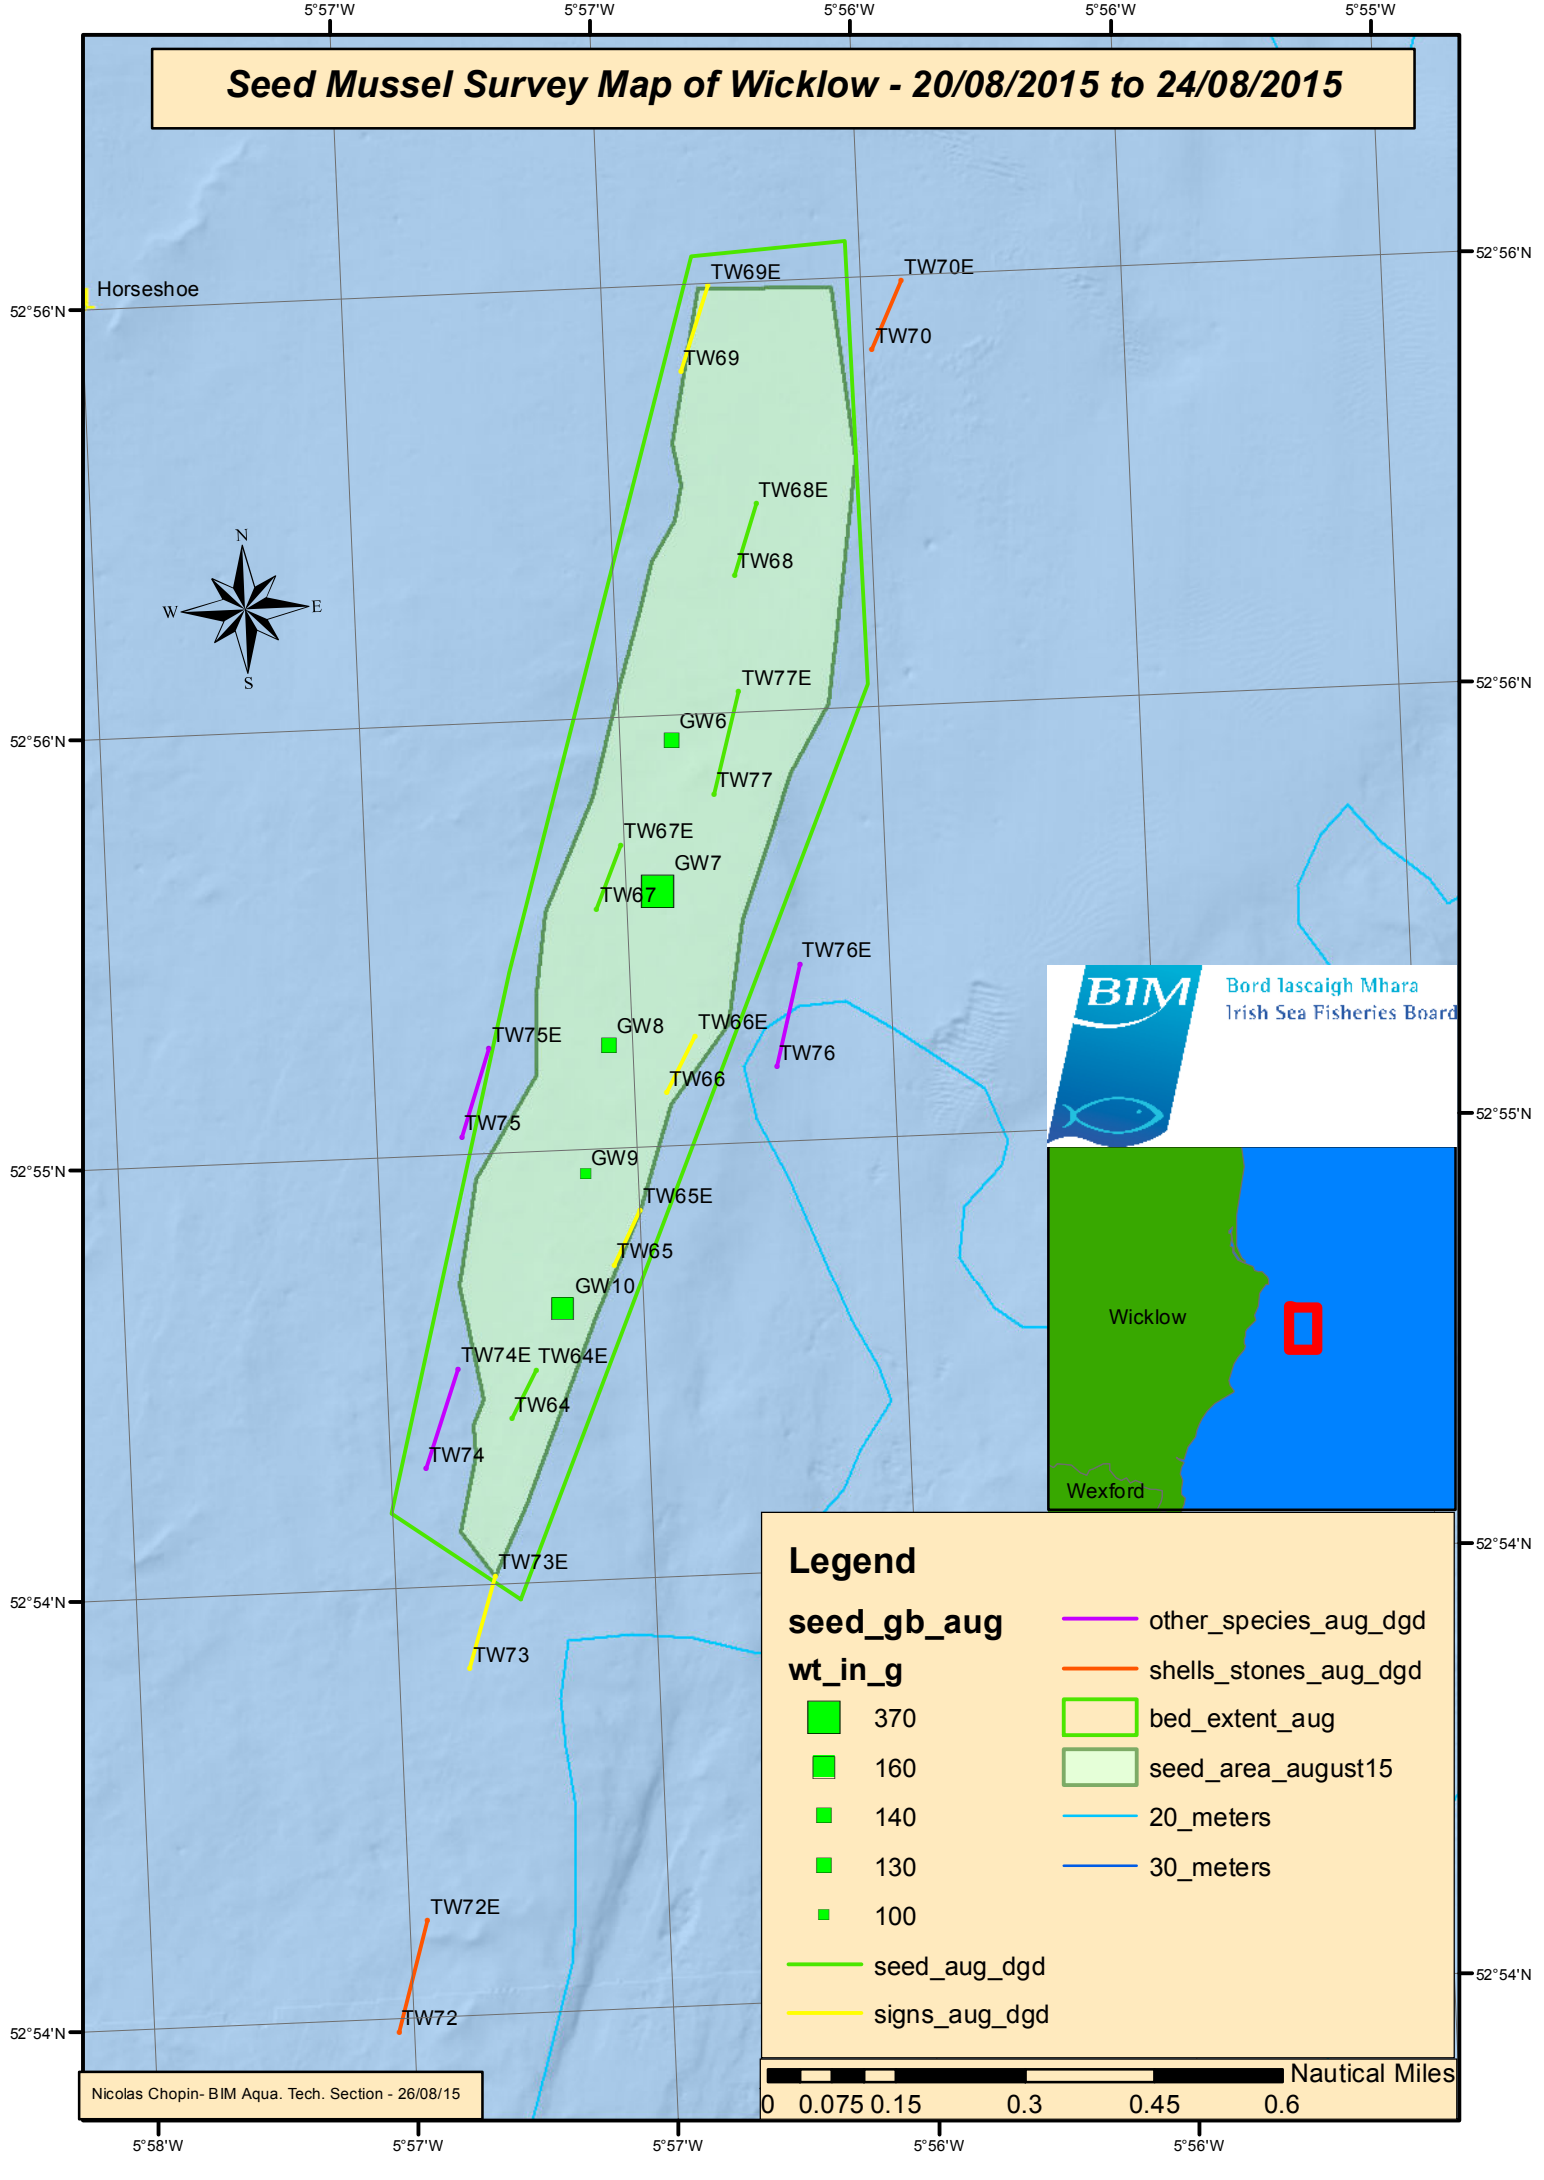 5°57'W 5°57'W 5°56'W 5°56'W 5°55'W
Seed Mussel Survey Map of Wicklow - 20/08/2015 to 24/08/2015
52°56'N
TW69E
TW70E
Horseshoe
52°56'N
TW70
TW69
TW68E
N
TW68
W E
S
TW77E
52°56'N
GW6
52°56'N
TW77
TW67E
GW7
TW67
TW76E
BIM
Bord Iascaigh Mhara
Irish Sea Fisheries Board
TW75E
GW8
TW66E
TW76
TW66
52°55'N
TW75
GW9
52°55'N
TW65E
TW65
GW10
Wicklow
TW74E
TW64E
TW64
TW74
Wexford
52°54'N
TW73E
52°54'N
TW73
Legend
seed_gb_aug
wt_in_g
370
160
140
130
100
seed_aug_dgd
signs_aug_dgd
other_species_aug_dgd
shells_stones_aug_dgd
bed_extent_aug
seed_area_august15
20_meters
30_meters
TW72E
52°54'N
TW72
52°54'N
Nautical Miles
0 0.075 0.15 0.3 0.45 0.6
Nicolas Chopin- BIM Aqua. Tech. Section - 26/08/15
5°58'W 5°57'W 5°57'W 5°56'W 5°56'W